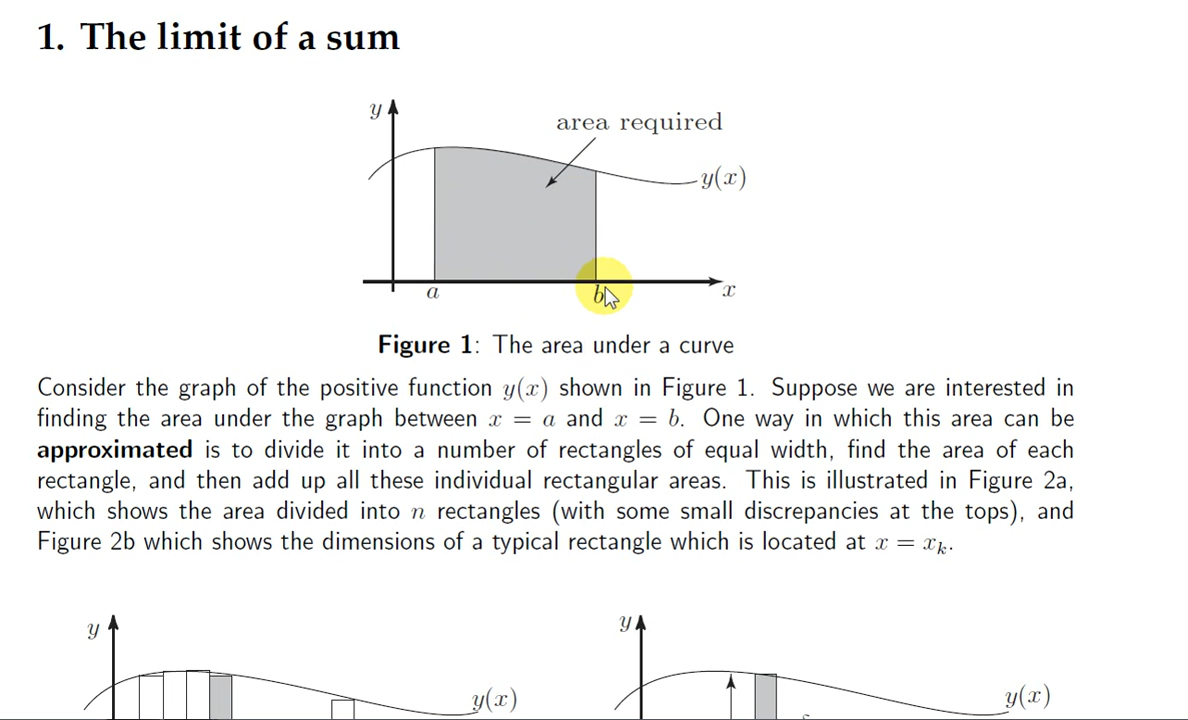 1. The limit of a sum
y
area required
y(x)
a
b
x
Figure 1: The area under a curve
Consider the graph of the positive function y(x) shown in Figure 1. Suppose we are interested in
finding the area under the graph between x = a and x = b. One way in which this area can be
approximated is to divide it into a number of rectangles of equal width, find the area of each
rectangle, and then add up all these individual rectangular areas. This is illustrated in Figure 2a,
which shows the area divided into n rectangles (with some small discrepancies at the tops), and
Figure 2b which shows the dimensions of a typical rectangle which is located at x = xₖ.
y
y(x)
y
y(x)